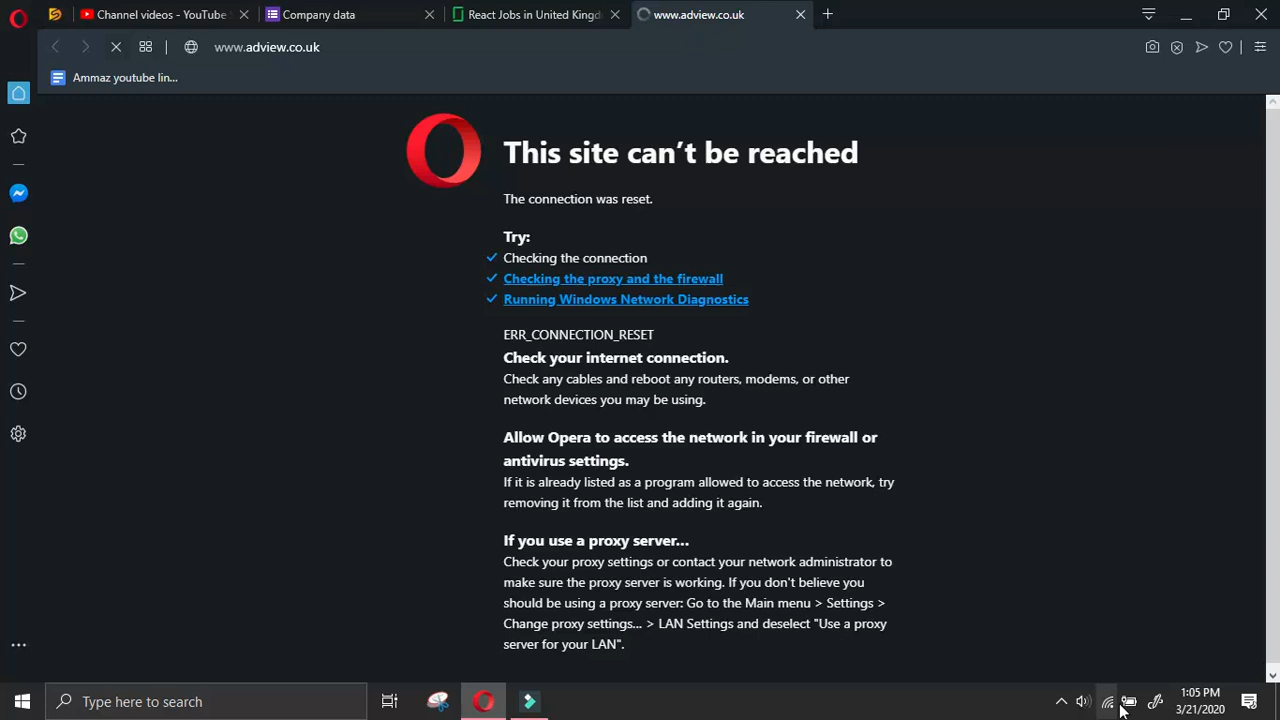 Channel videos - YouTube S
Company data
React Jobs in United Kingd
www.adview.co.uk
www.adview.co.uk
Ammaz youtube lin...
This site can't be reached
The connection was reset.
Try:
Checking the connection
Checking the proxy and the firewall
Running Windows Network Diagnostics
ERR_CONNECTION_RESET
Check your internet connection.
Check any cables and reboot any routers, modems, or other
network devices you may be using.
Allow Opera to access the network in your firewall or
antivirus settings.
If it is already listed as a program allowed to access the network, try
removing it from the list and adding it again.
If you use a proxy server...
Check your proxy settings or contact your network administrator to
make sure the proxy server is working. If you don't believe you
should be using a proxy server: Go to the Main menu > Settings >
Change proxy settings... > LAN Settings and deselect "Use a proxy
server for your LAN".
Type here to search
1:05 PM
3/21/2020